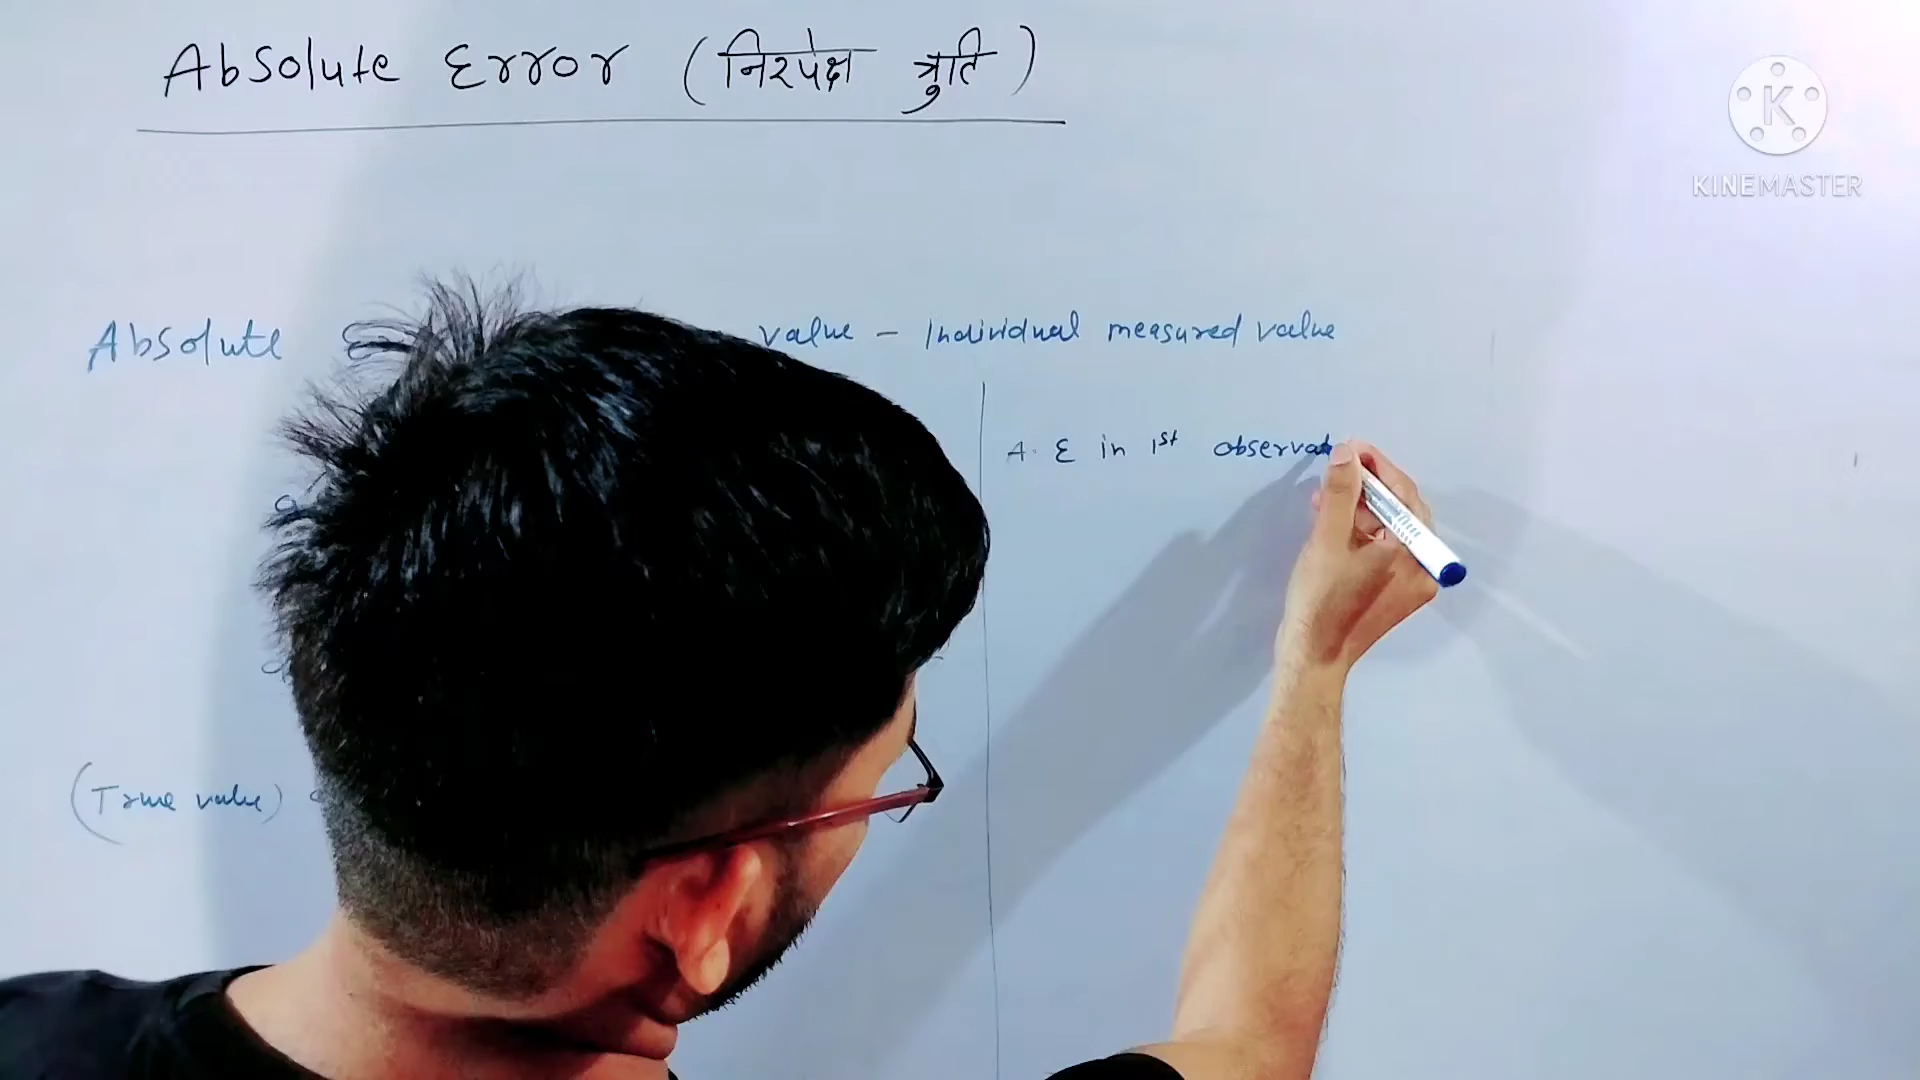 Absolute Error (निरपेक्ष त्रुटि)
KINEMASTER
Absolute value - Individual measured value
A. E in 1st observat
(True value)